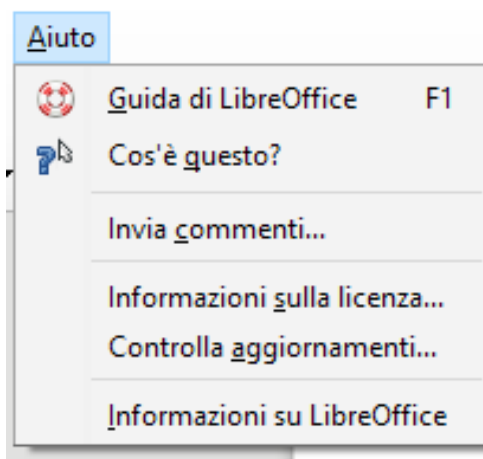 Aiuto
Guida di LibreOffice F1
Cos'è questo?
Invia commenti...
Informazioni sulla licenza...
Controlla aggiornamenti...
Informazioni su LibreOffice